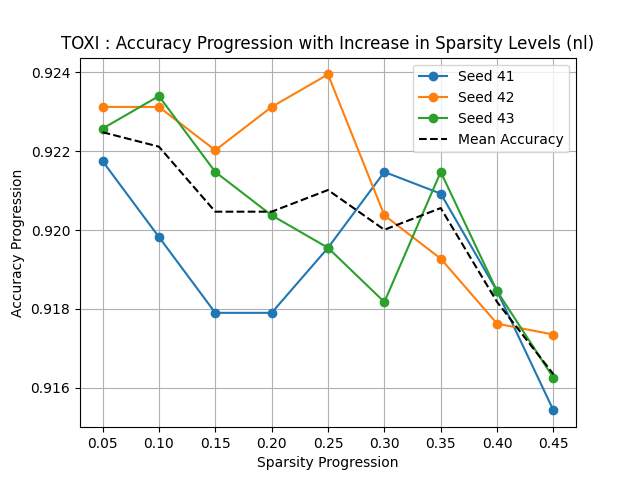 TOXI : Accuracy Progression with Increase in Sparsity Levels (nl)
Seed 41
Seed 42
Seed 43
Mean Accuracy
Accuracy Progression
0.924
0.922
0.920
0.918
0.916
0.05 0.10 0.15 0.20 0.25 0.30 0.35 0.40 0.45
Sparsity Progression